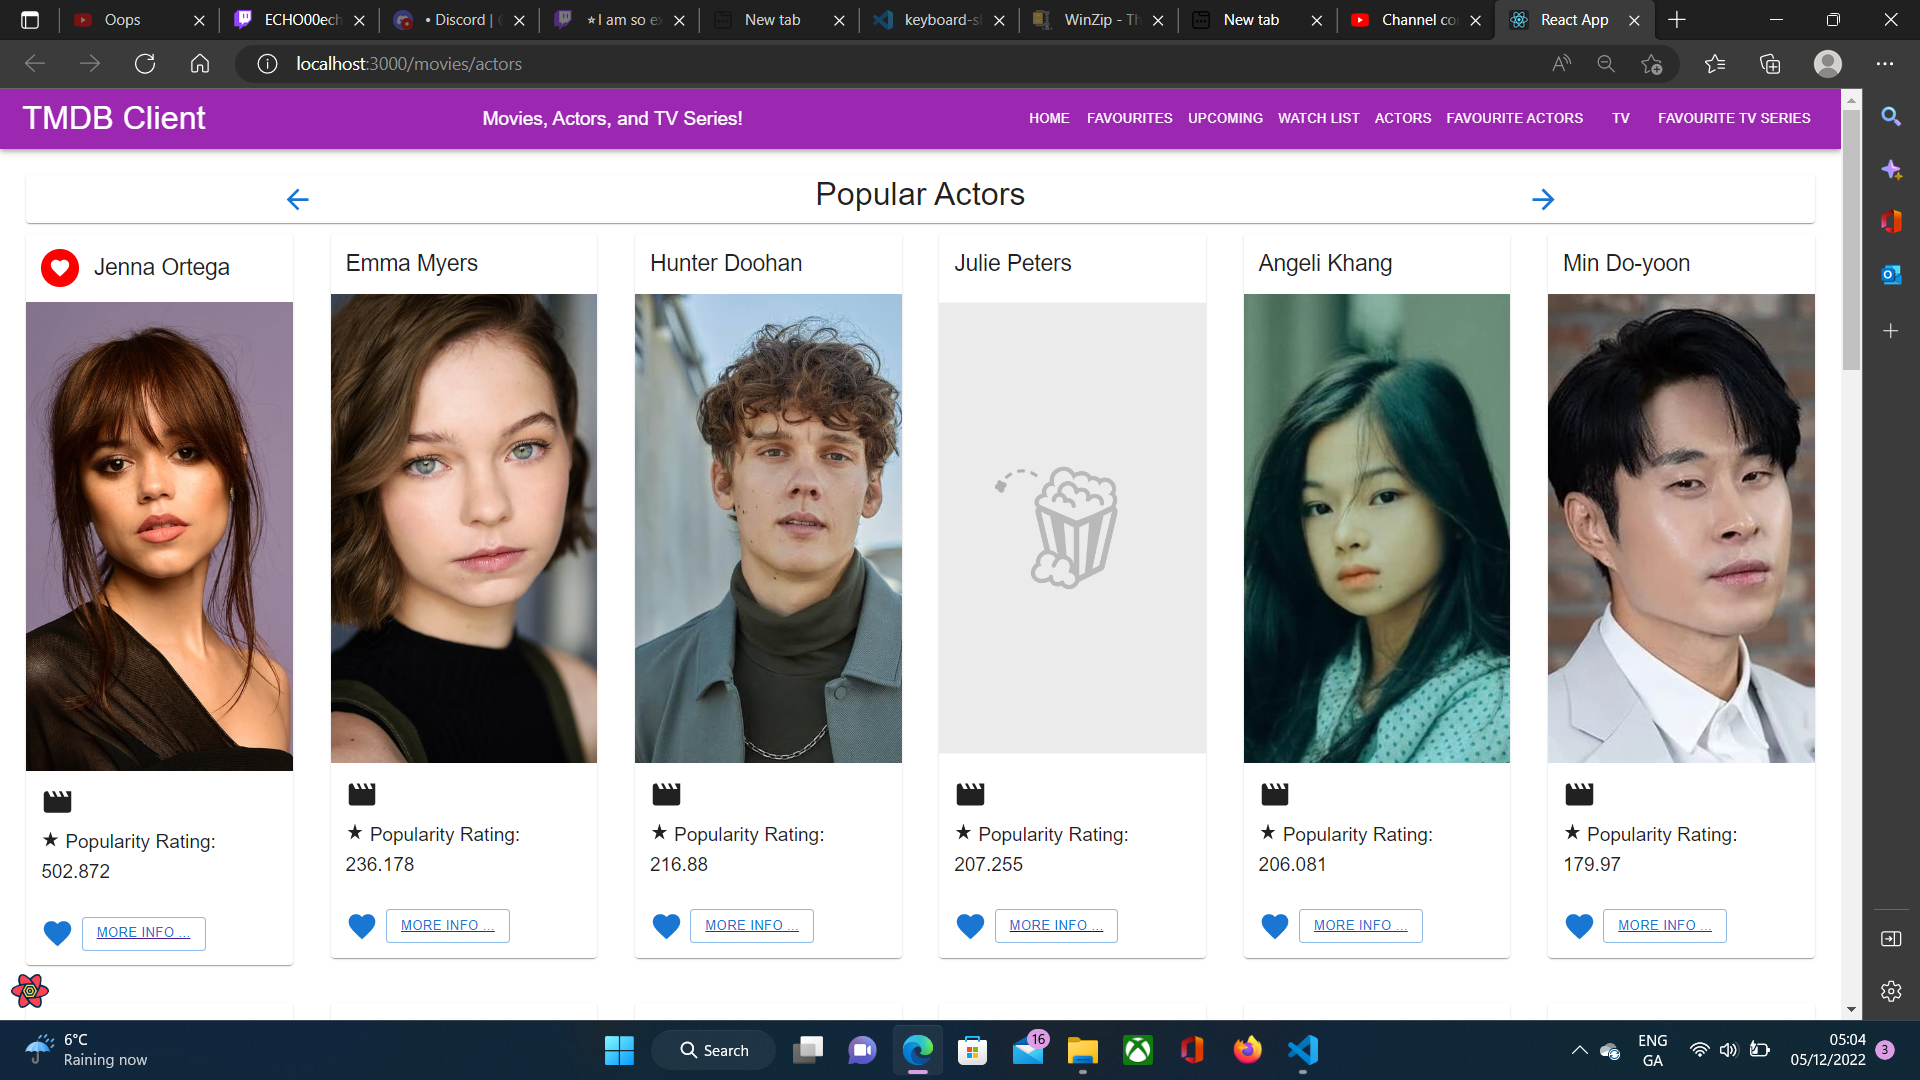 Oops
ECHO00ech
• Discord | (
⭐I am so ex
New tab
keyboard-sh
WinZip - Th
New tab
Channel cor
React App
localhost:3000/movies/actors
TMDB Client
Movies, Actors, and TV Series!
HOME FAVOURITES UPCOMING WATCH LIST ACTORS FAVOURITE ACTORS TV FAVOURITE TV SERIES
Popular Actors
Jenna Ortega
Emma Myers
Hunter Doohan
Julie Peters
Angeli Khang
Min Do-yoon
★ Popularity Rating:
502.872
MORE INFO ...
★ Popularity Rating:
236.178
MORE INFO ...
★ Popularity Rating:
216.88
MORE INFO ...
★ Popularity Rating:
207.255
MORE INFO ...
★ Popularity Rating:
206.081
MORE INFO ...
★ Popularity Rating:
179.97
MORE INFO ...
6°C
Raining now
Search
16
ENG
GA
05:04
05/12/2022
3